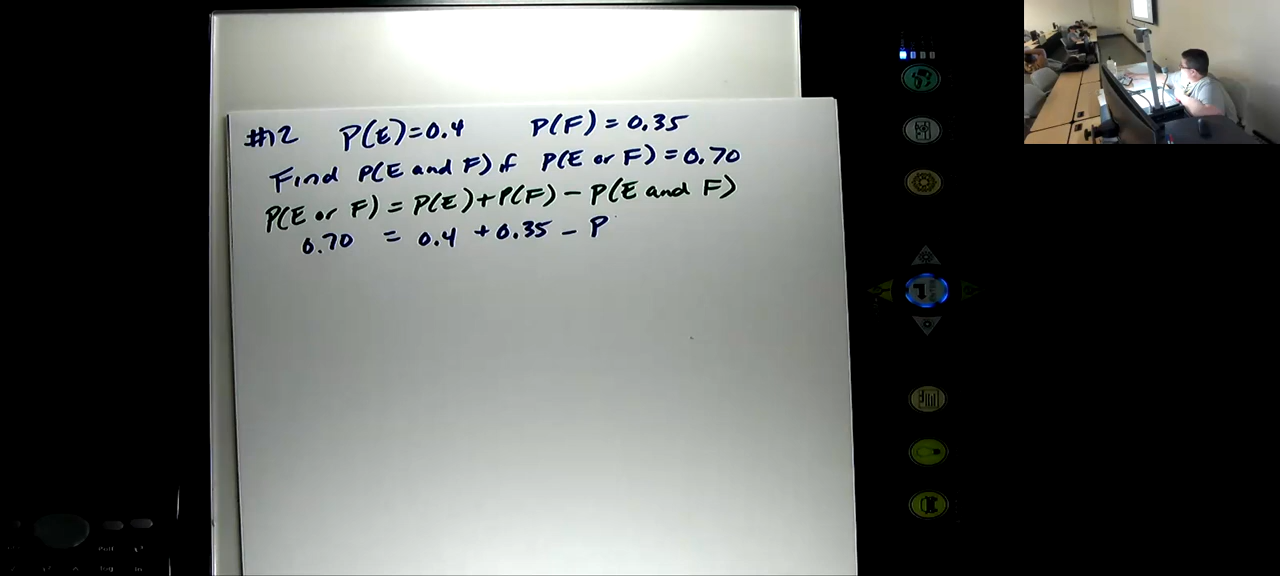 #12 P(E)=0.4 P(F)=0.35
Find P(E and F) if P(E or F)=0.70
P(E or F) = P(E)+P(F) - P(E and F)
0.70 = 0.4 + 0.35 - P